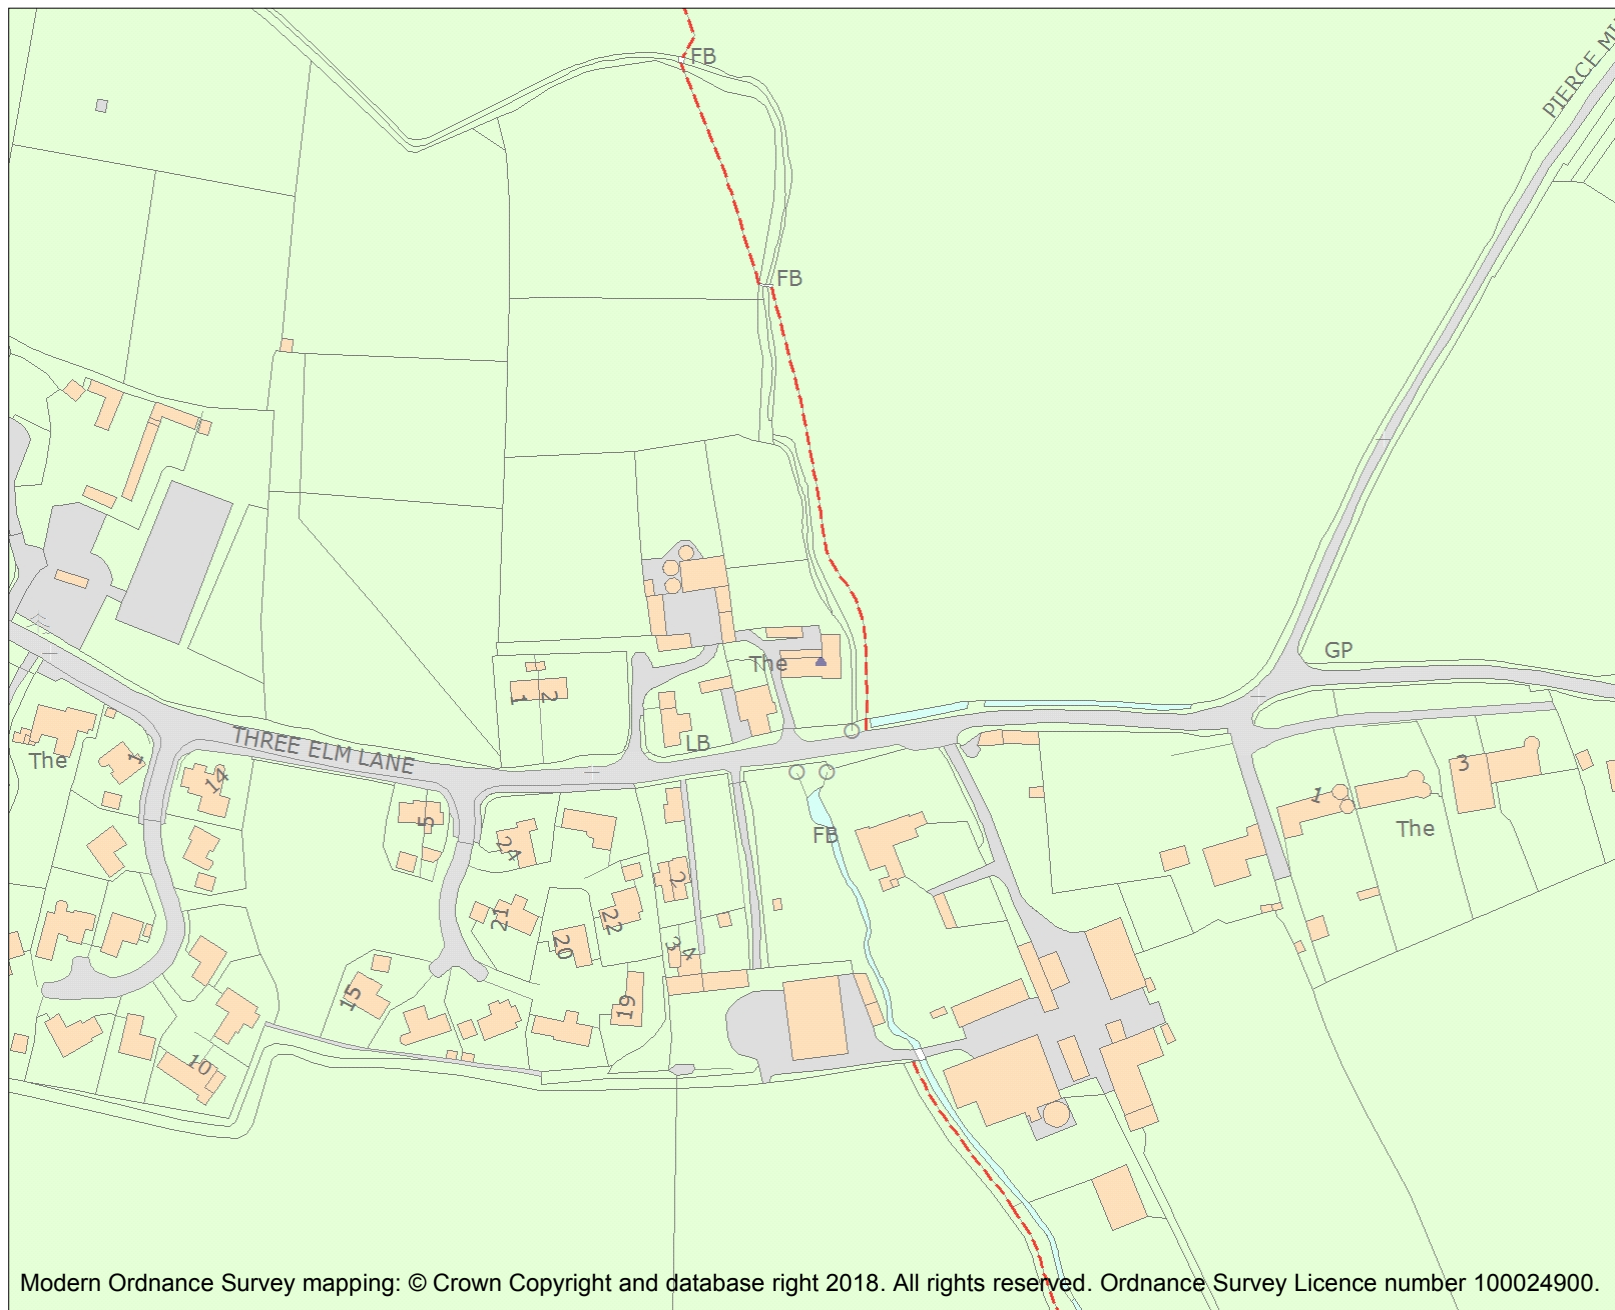 FB
PIERCE MI
FB
GP
The
1
2
LB
THREE ELM LANE
The
1
14
3
1
The
5
FB
24
2
21
22
20
3
4
15
19
10
Modern Ordnance Survey mapping: © Crown Copyright and database right 2018. All rights reserved. Ordnance Survey Licence number 100024900.